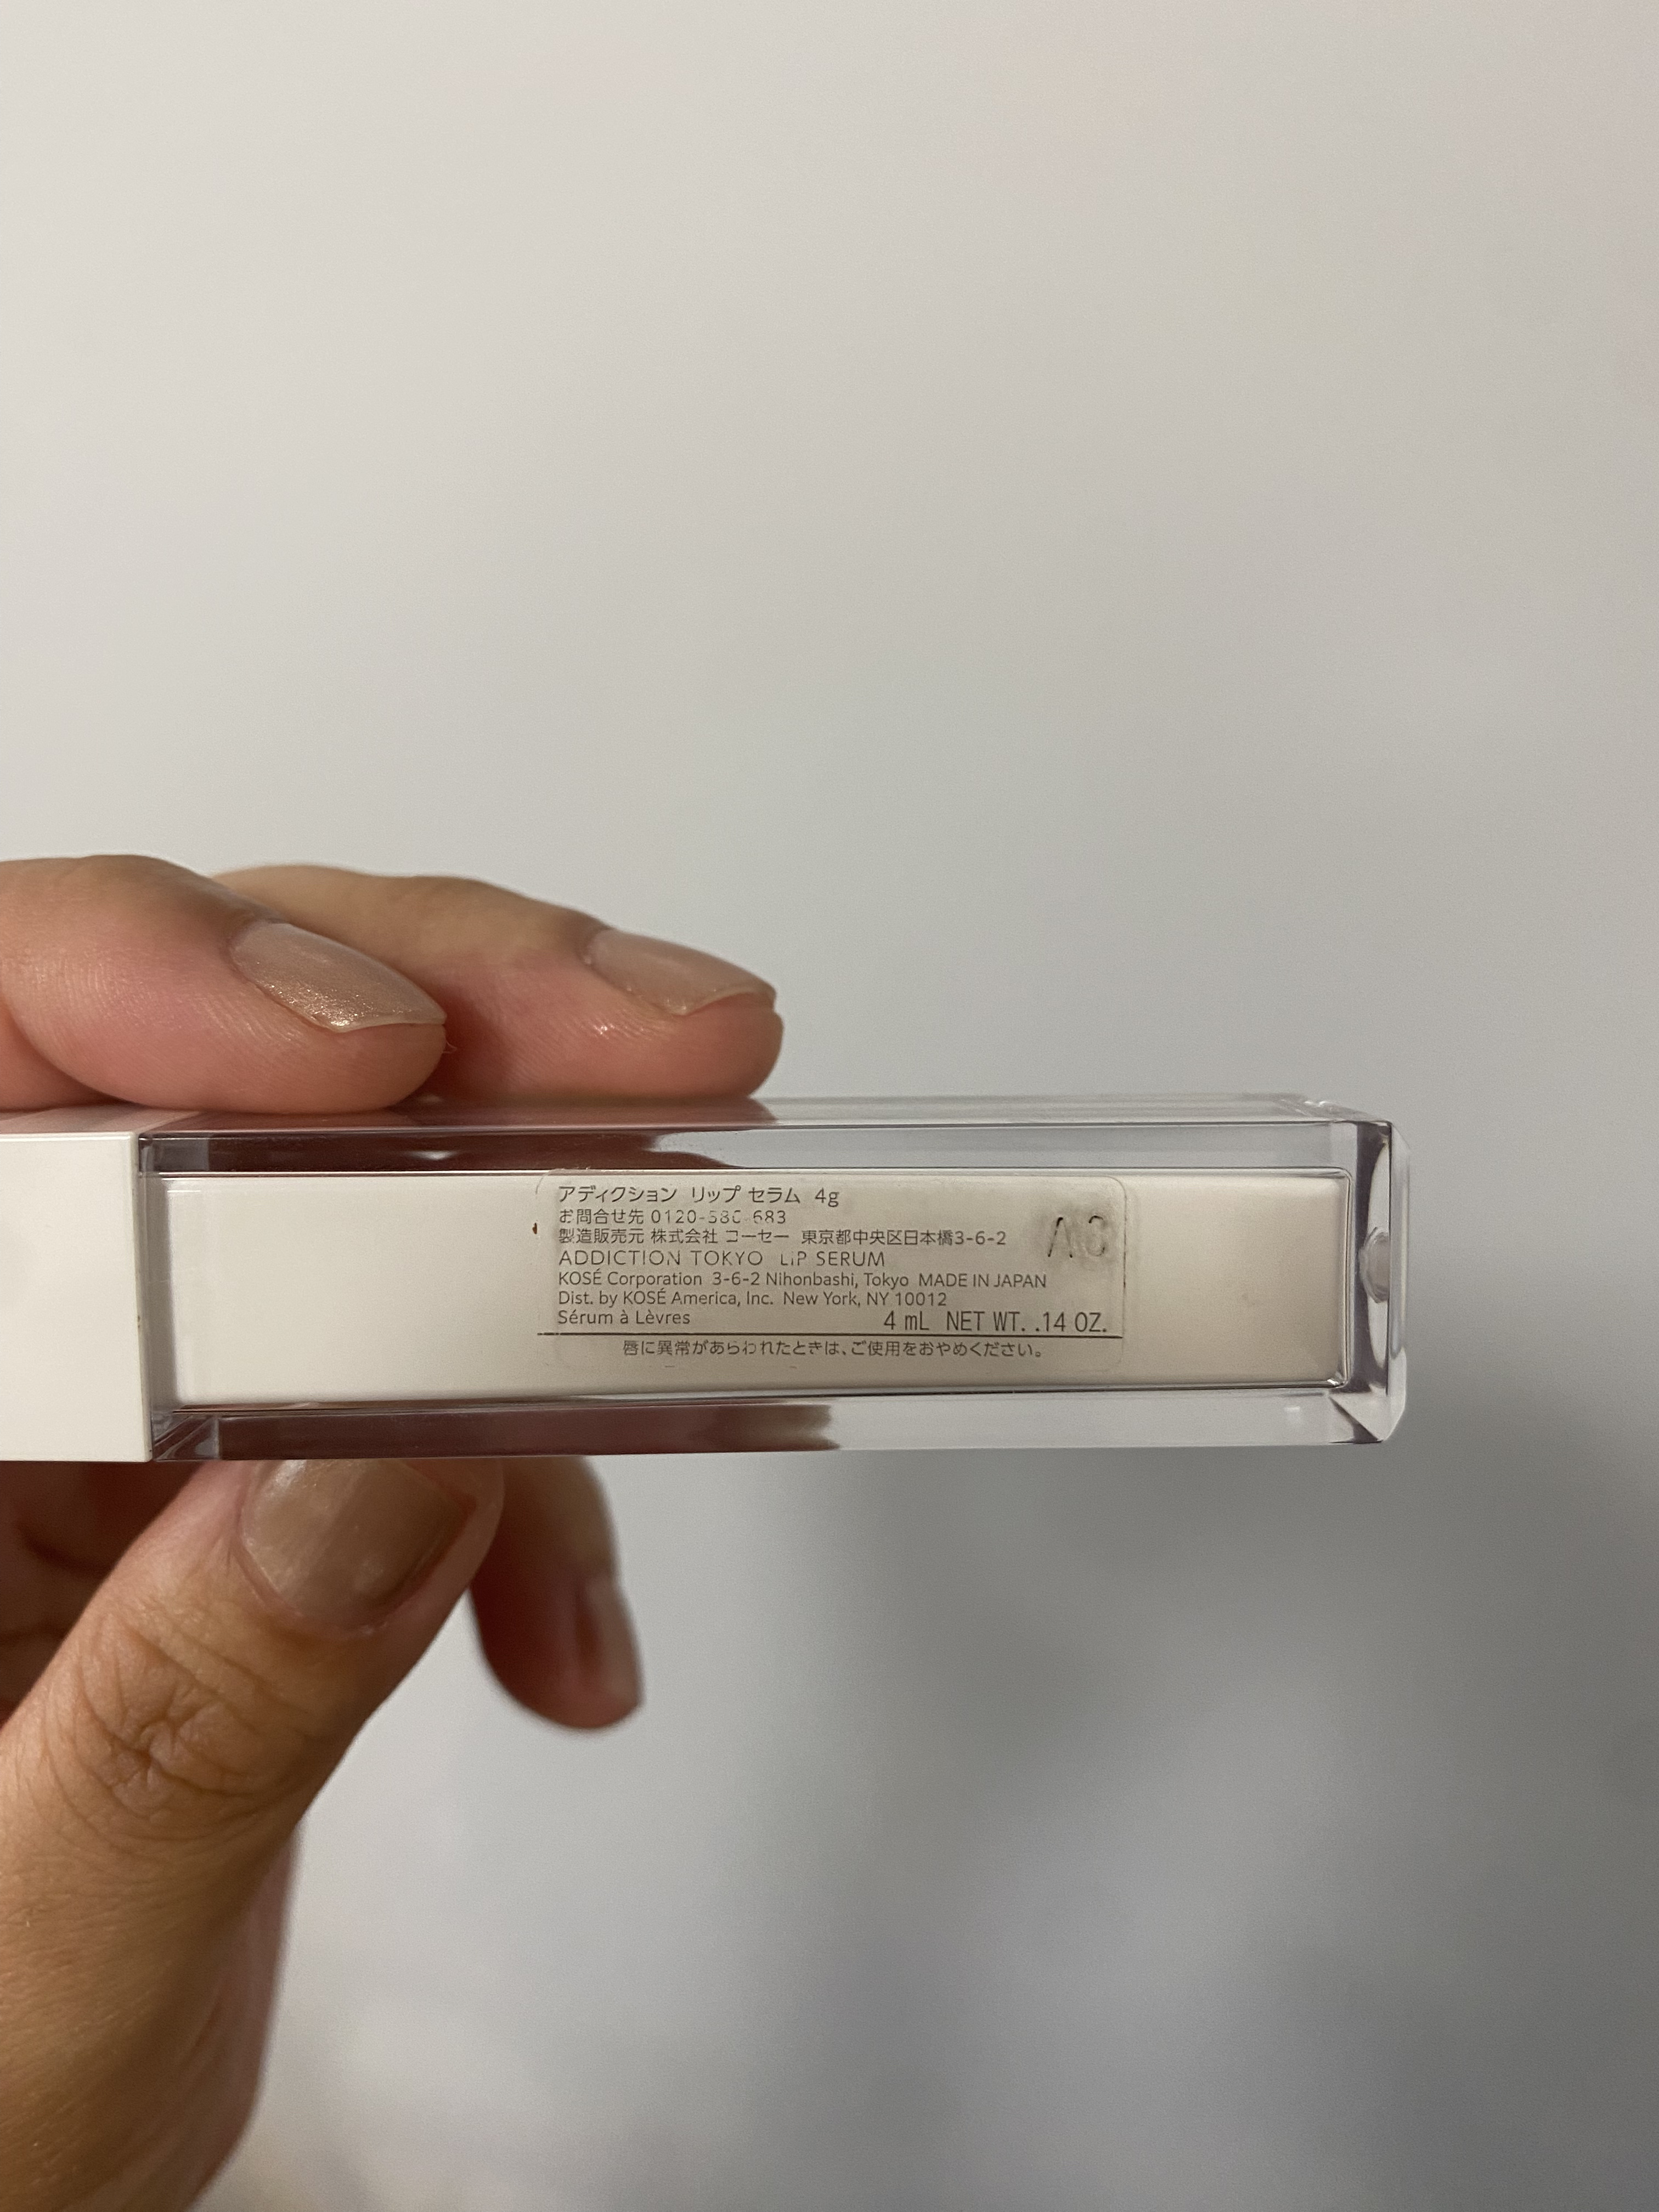 アディクション リップ セラム 4g
お問合せ先
製造販売元 株式会社 コーセー 東京都中央区日本橋3-6-2
ADDICTION TOKYO LIP SERUM
KOSÉ Corporation 3-6-2 Nihonbashi, Tokyo MADE IN JAPAN
Dist. by KOSÉ America, Inc. New York, NY 10012
Sérum à Lèvres 4 mL NET WT. .14 OZ.
唇に異常があらわれたときは、ご使用をおやめください。